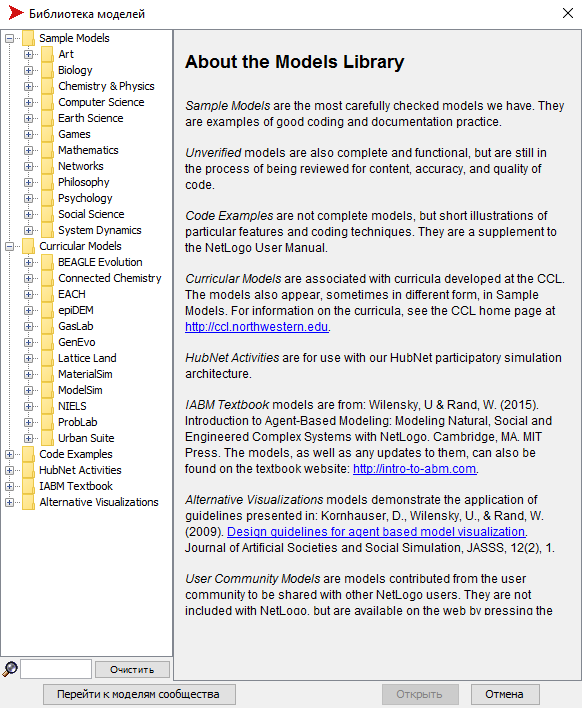 Библиотека моделей
Sample Models
Art
Biology
Chemistry & Physics
Computer Science
Earth Science
Games
Mathematics
Networks
Philosophy
Psychology
Social Science
System Dynamics
Curricular Models
BEAGLE Evolution
Connected Chemistry
EACH
epiDEM
GasLab
GenEvo
Lattice Land
MaterialSim
ModelSim
NIELS
ProbLab
Urban Suite
Code Examples
HubNet Activities
IABM Textbook
Alternative Visualizations
About the Models Library
Sample Models are the most carefully checked models we have. They
are examples of good coding and documentation practice.
Unverified models are also complete and functional, but are still in
the process of being reviewed for content, accuracy, and quality of
code.
Code Examples are not complete models, but short illustrations of
particular features and coding techniques. They are a supplement to
the NetLogo User Manual.
Curricular Models are associated with curricula developed at the CCL.
The models also appear, sometimes in different form, in Sample
Models. For information on the curricula, see the CCL home page at
http://ccl.northwestern.edu.
HubNet Activities are for use with our HubNet participatory simulation
architecture.
IABM Textbook models are from: Wilensky, U & Rand, W. (2015).
Introduction to Agent-Based Modeling: Modeling Natural, Social and
Engineered Complex Systems with NetLogo. Cambridge, MA. MIT
Press. The models, as well as any updates to them, can also be
found on the textbook website: http://intro-to-abm.com.
Alternative Visualizations models demonstrate the application of
guidelines presented in: Kornhauser, D., Wilensky, U., & Rand, W.
(2009). Design guidelines for agent based model visualization.
Journal of Artificial Societies and Social Simulation, JASSS, 12(2), 1.
User Community Models are models contributed from the user
community to be shared with other NetLogo users. They are not
included with NetLogo, but are available on the web by pressing the
Очистить
Перейти к моделям сообщества
Открыть
Отмена